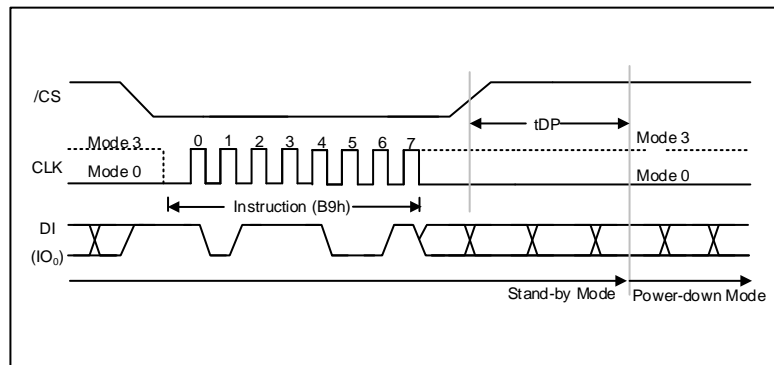 /CS
tDP
Mode 3 0 1 2 3 4 5 6 7 Mode 3
CLK Mode 0 Mode 0
Instruction (B9h)
DI
(IO₀)
Stand-by Mode Power-down Mode